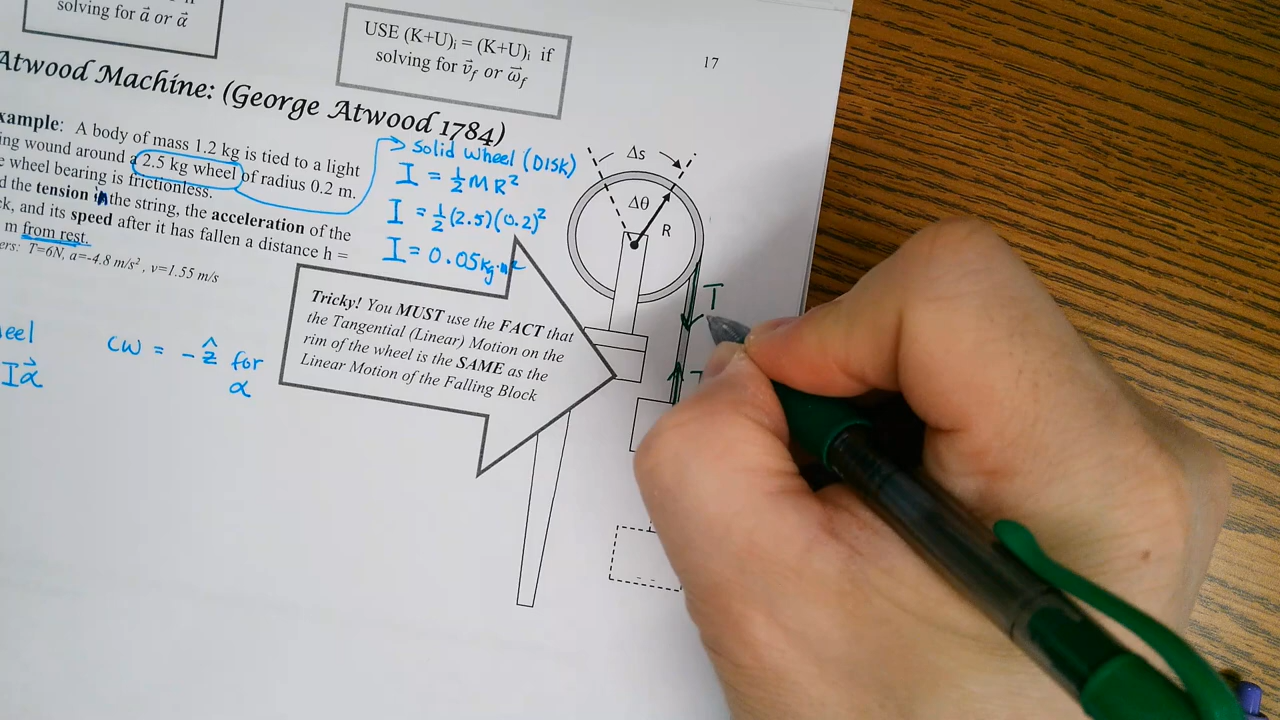 solving for a⃗ or α⃗
USE (K+U)ᵢ = (K+U)ᵢ if
solving for v⃗f or ω⃗f
17
Atwood Machine: (George Atwood 1784)
xample: A body of mass 1.2 kg is tied to a light
ing wound around a 2.5 kg wheel of radius 0.2 m.
e wheel bearing is frictionless.
d the tension in the string, the acceleration of the
ck, and its speed after it has fallen a distance h =
m from rest.
ers: T=6N, a=-4.8 m/s², v=1.55 m/s
Solid Wheel (DISK)
I = ½MR²
I = ½(2.5)(0.2)²
I = 0.05 kg·m²
Δs
Δθ
R
T
T
Tricky! You MUST use the FACT that
the Tangential (Linear) Motion on the
rim of the wheel is the SAME as the
Linear Motion of the Falling Block
eel
Iα⃗
CW = -ẑ for
α